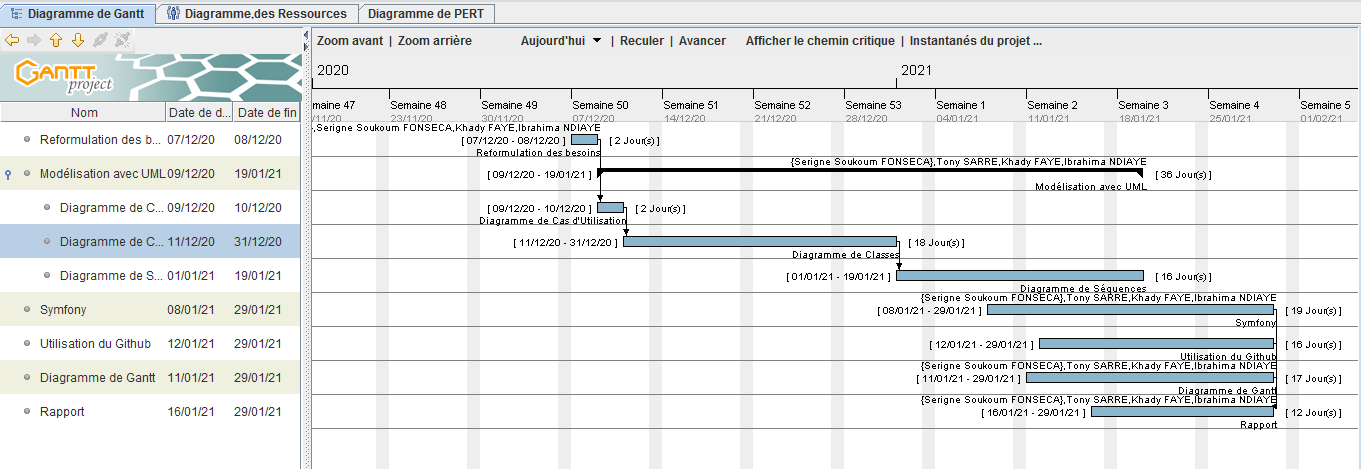 Diagramme de Gantt
Diagramme,des Ressources
Diagramme de PERT
Zoom avant | Zoom arrière
Aujourd'hui | Reculer | Avancer
Afficher le chemin critique | Instantanés du projet ...
GANTT
project
2020
2021
Nom
Date de d...
Date de fin
maine 47
Semaine 48
Semaine 49
Semaine 50
Semaine 51
Semaine 52
Semaine 53
Semaine 1
Semaine 2
Semaine 3
Semaine 4
Semaine 5
/11/20
23/11/20
30/11/20
07/12/20
14/12/20
21/12/20
28/12/20
04/01/21
11/01/21
18/01/21
25/01/21
01/02/21
Reformulation des b... 07/12/20 08/12/20
,Serigne Soukoum FONSECA,Khady FAYE,Ibrahima NDIAYE
[ 07/12/20 - 08/12/20 ]
[ 2 Jour(s) ]
Reformulation des besoins
Modélisation avec UML 09/12/20 19/01/21
{Serigne Soukoum FONSECA},Tony SARRE,Khady FAYE,Ibrahima NDIAYE
[ 09/12/20 - 19/01/21 ]
[ 36 Jour(s) ]
Modélisation avec UML
Diagramme de C... 09/12/20 10/12/20
[ 09/12/20 - 10/12/20 ]
[ 2 Jour(s) ]
Diagramme de Cas d'Utilisation
Diagramme de C... 11/12/20 31/12/20
[ 11/12/20 - 31/12/20 ]
[ 18 Jour(s) ]
Diagramme de Classes
Diagramme de S... 01/01/21 19/01/21
[ 01/01/21 - 19/01/21 ]
[ 16 Jour(s) ]
Diagramme de Séquences
Symfony 08/01/21 29/01/21
{Serigne Soukoum FONSECA},Tony SARRE,Khady FAYE,Ibrahima NDIAYE
[ 08/01/21 - 29/01/21 ]
[ 19 Jour(s) ]
Symfony
Utilisation du Github 12/01/21 29/01/21
[ 12/01/21 - 29/01/21 ]
[ 16 Jour(s) ]
Utilisation du Github
Diagramme de Gantt 11/01/21 29/01/21
{Serigne Soukoum FONSECA},Tony SARRE,Khady FAYE,Ibrahima NDIAYE
[ 11/01/21 - 29/01/21 ]
[ 17 Jour(s) ]
Diagramme de Gantt
Rapport 16/01/21 29/01/21
{Serigne Soukoum FONSECA},Tony SARRE,Khady FAYE,Ibrahima NDIAYE
[ 16/01/21 - 29/01/21 ]
[ 12 Jour(s) ]
Rapport